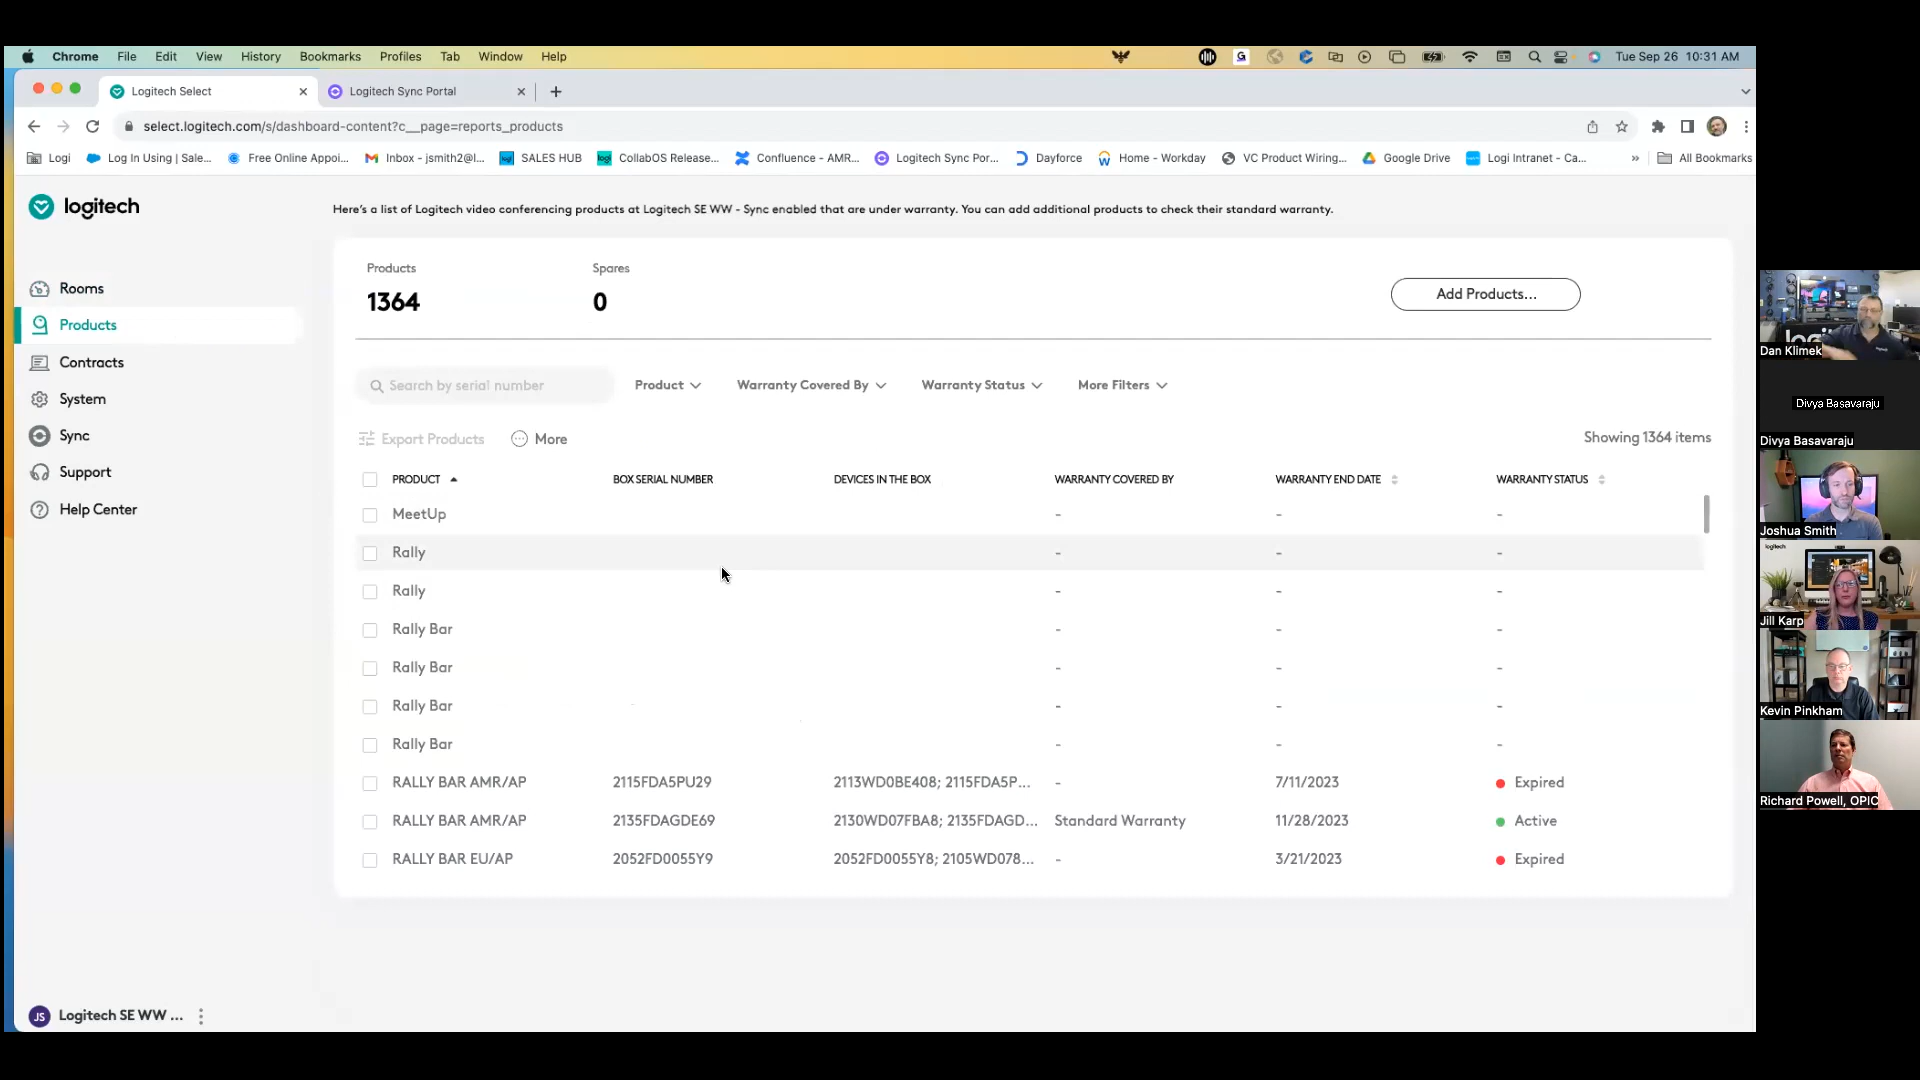 Chrome File Edit View History Bookmarks Profiles Tab Window Help Tue Sep 26 10:31 AM
Logitech Select Logitech Sync Portal
select.logitech.com/s/dashboard-content?c__page=reports_products
Logi Log In Using | Sale... Free Online Appoi... Inbox - jsmith2@l... SALES HUB CollabOS Release... Confluence - AMR... Logitech Sync Por... Dayforce Home - Workday VC Product Wiring... Google Drive Logi Intranet - Ca... » All Bookmarks
logitech
Here's a list of Logitech video conferencing products at Logitech SE WW - Sync enabled that are under warranty. You can add additional products to check their standard warranty.
Rooms
Products
Contracts
System
Sync
Support
Help Center
Products Spares
1364 0
Add Products...
Search by serial number Product Warranty Covered By Warranty Status More Filters
Export Products More Showing 1364 items
PRODUCT BOX SERIAL NUMBER DEVICES IN THE BOX WARRANTY COVERED BY WARRANTY END DATE WARRANTY STATUS
MeetUp - - -
Rally - - -
Rally - - -
Rally Bar - - -
Rally Bar - - -
Rally Bar - - -
Rally Bar - - -
RALLY BAR AMR/AP 2115FDA5PU29 2113WD0BE408; 2115FDA5P... - 7/11/2023 Expired
RALLY BAR AMR/AP 2135FDAGDE69 2130WD07FBA8; 2135FDAGD... Standard Warranty 11/28/2023 Active
RALLY BAR EU/AP 2052FD0055Y9 2052FD0055Y8; 2105WD078... - 3/21/2023 Expired
JS Logitech SE WW ...
Dan Klimek
Divya Basavaraju
Divya Basavaraju
Joshua Smith
logitech
Jill Karp
Kevin Pinkham
Richard Powell, OPIC